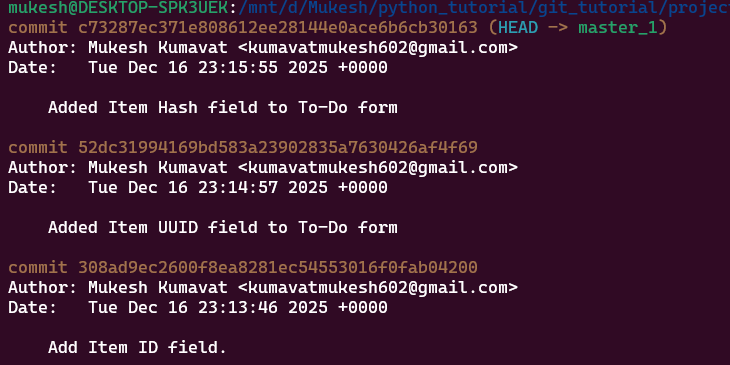 mukesh@DESKTOP-SPK3UEK:/mnt/d/Mukesh/python_tutorial/git_tutorial/projec
commit c73287ec371e808612ee28144e0ace6b6cb30163 (HEAD -> master_1)
Author: Mukesh Kumavat <kumavatmukesh602@gmail.com>
Date:   Tue Dec 16 23:15:55 2025 +0000
    Added Item Hash field to To-Do form
commit 52dc31994169bd583a23902835a7630426af4f69
Author: Mukesh Kumavat <kumavatmukesh602@gmail.com>
Date:   Tue Dec 16 23:14:57 2025 +0000
    Added Item UUID field to To-Do form
commit 308ad9ec2600f8ea8281ec54553016f0fab04200
Author: Mukesh Kumavat <kumavatmukesh602@gmail.com>
Date:   Tue Dec 16 23:13:46 2025 +0000
    Add Item ID field.